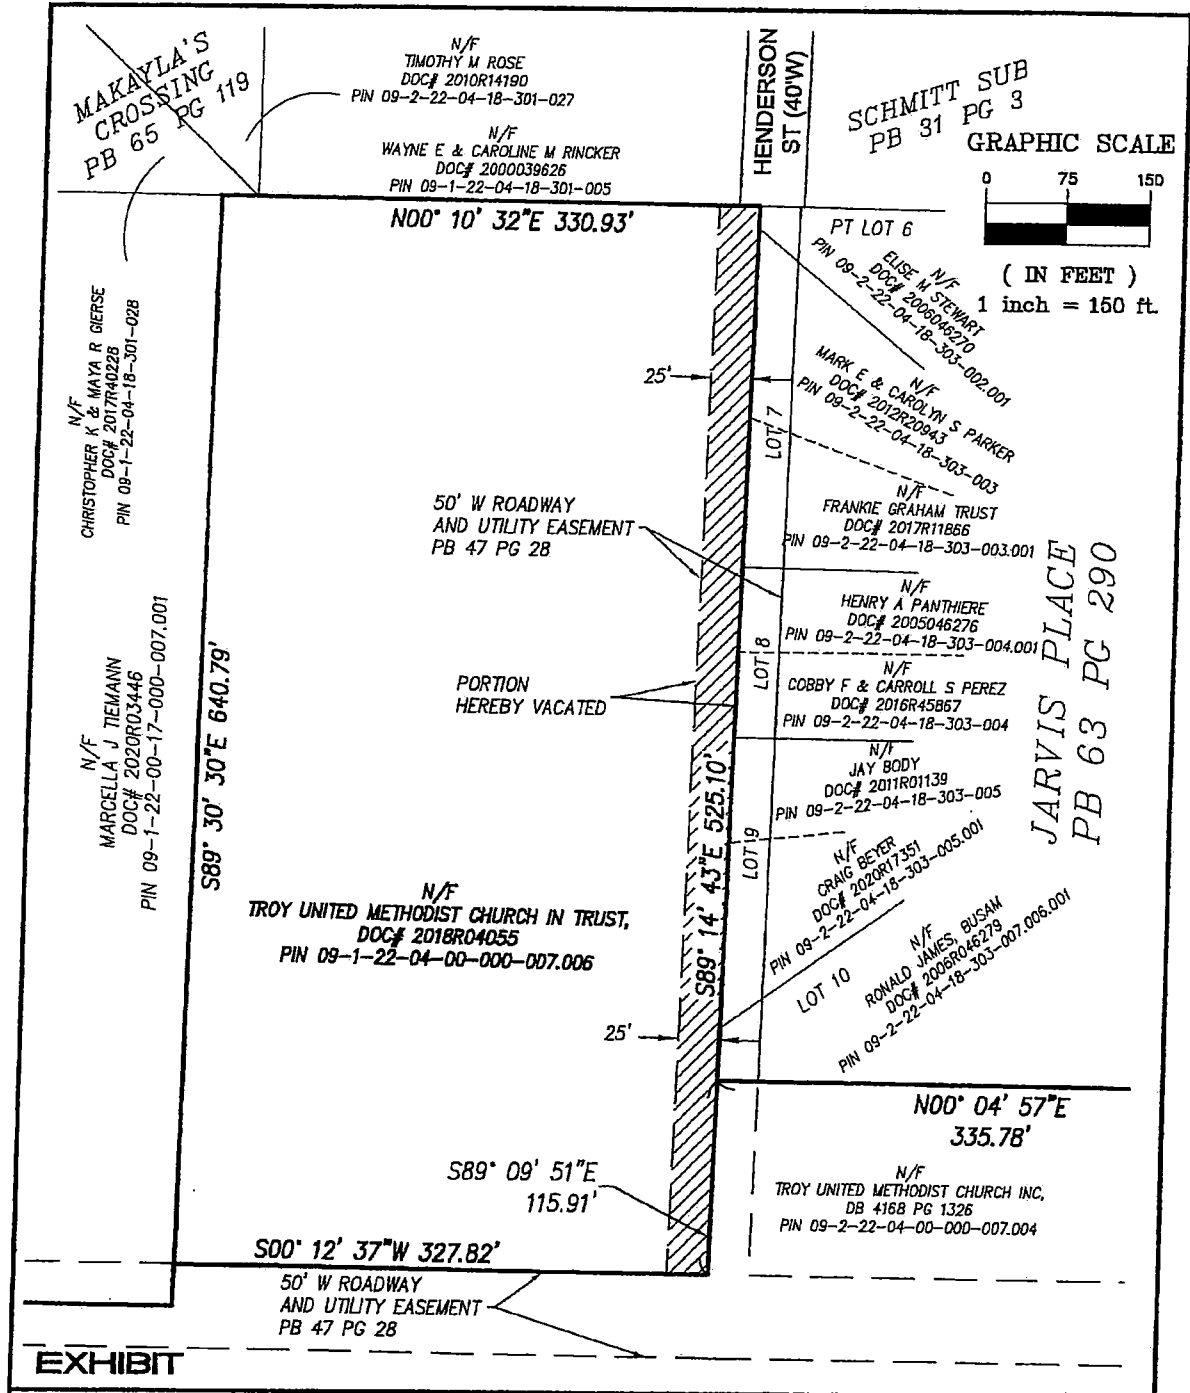 MAKAYLA'S
CROSSING
PB 65 PG 119
N/F
TIMOTHY M ROSE
DOC# 2010R14190
PIN 09-2-22-04-18-301-027
N/F
WAYNE E & CAROLINE M RINCKER
DOC# 2000039626
PIN 09-1-22-04-18-301-005
HENDERSON
ST (40'W)
SCHMITT SUB
PB 31 PG 3
GRAPHIC SCALE
0 75 150
( IN FEET )
1 inch = 150 ft.
N00° 10' 32"E 330.93'
PT LOT 6
N/F
ELISE M STEWART
DOC# 2006046270
PIN 09-2-22-04-18-303-002.001
N/F
CHRISTOPHER K & MAYA R GIERSE
DOC# 2017R40228
PIN 09-1-22-04-18-301-028
25'
N/F
MARK E & CAROLYN S PARKER
DOC# 2012R20943
PIN 09-2-22-04-18-303-003
LOT 7
50' W ROADWAY
AND UTILITY EASEMENT
PB 47 PG 28
N/F
FRANKIE GRAHAM TRUST
DOC# 2017R11866
PIN 09-2-22-04-18-303-003.001
N/F
HENRY A PANTHIERE
DOC# 2005046276
PIN 09-2-22-04-18-303-004.001
JARVIS PLACE
PB 63 PG 290
LOT 8
N/F
COBBY F & CARROLL S PEREZ
DOC# 2016R45867
PIN 09-2-22-04-18-303-004
PORTION
HEREBY VACATED
N/F
MARCELLA J TIEMANN
DOC# 2020R03446
PIN 09-1-22-00-17-000-007.001
S89° 30' 30"E 640.79'
S89° 14' 43"E 525.10'
N/F
JAY BODY
DOC# 2011R01139
PIN 09-2-22-04-18-303-005
LOT 9
N/F
CRAIG BEYER
DOC# 2020R17351
PIN 09-2-22-04-18-303-005.001
N/F
TROY UNITED METHODIST CHURCH IN TRUST,
DOC# 2018R04055
PIN 09-1-22-04-00-000-007.006
LOT 10
N/F
RONALD JAMES, BUSAM
DOC# 2006R046279
PIN 09-2-22-04-18-303-007.006.001
25'
N00° 04' 57"E
335.78'
S89° 09' 51"E
115.91'
N/F
TROY UNITED METHODIST CHURCH INC,
DB 4168 PG 1326
PIN 09-2-22-04-00-000-007.004
S00° 12' 37"W 327.82'
50' W ROADWAY
AND UTILITY EASEMENT
PB 47 PG 28
EXHIBIT